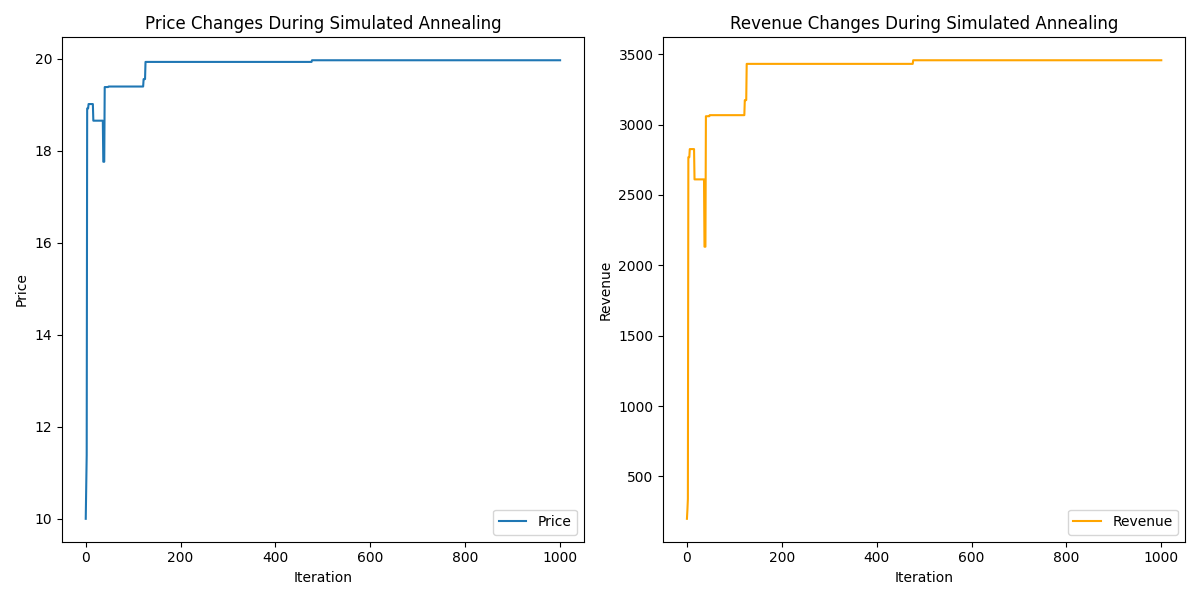 Price Changes During Simulated Annealing
20
18
16
14
12
10
Price
0 200 400 600 800 1000
Iteration
Price
Revenue Changes During Simulated Annealing
3500
3000
2500
2000
1500
1000
500
Revenue
0 200 400 600 800 1000
Iteration
Revenue